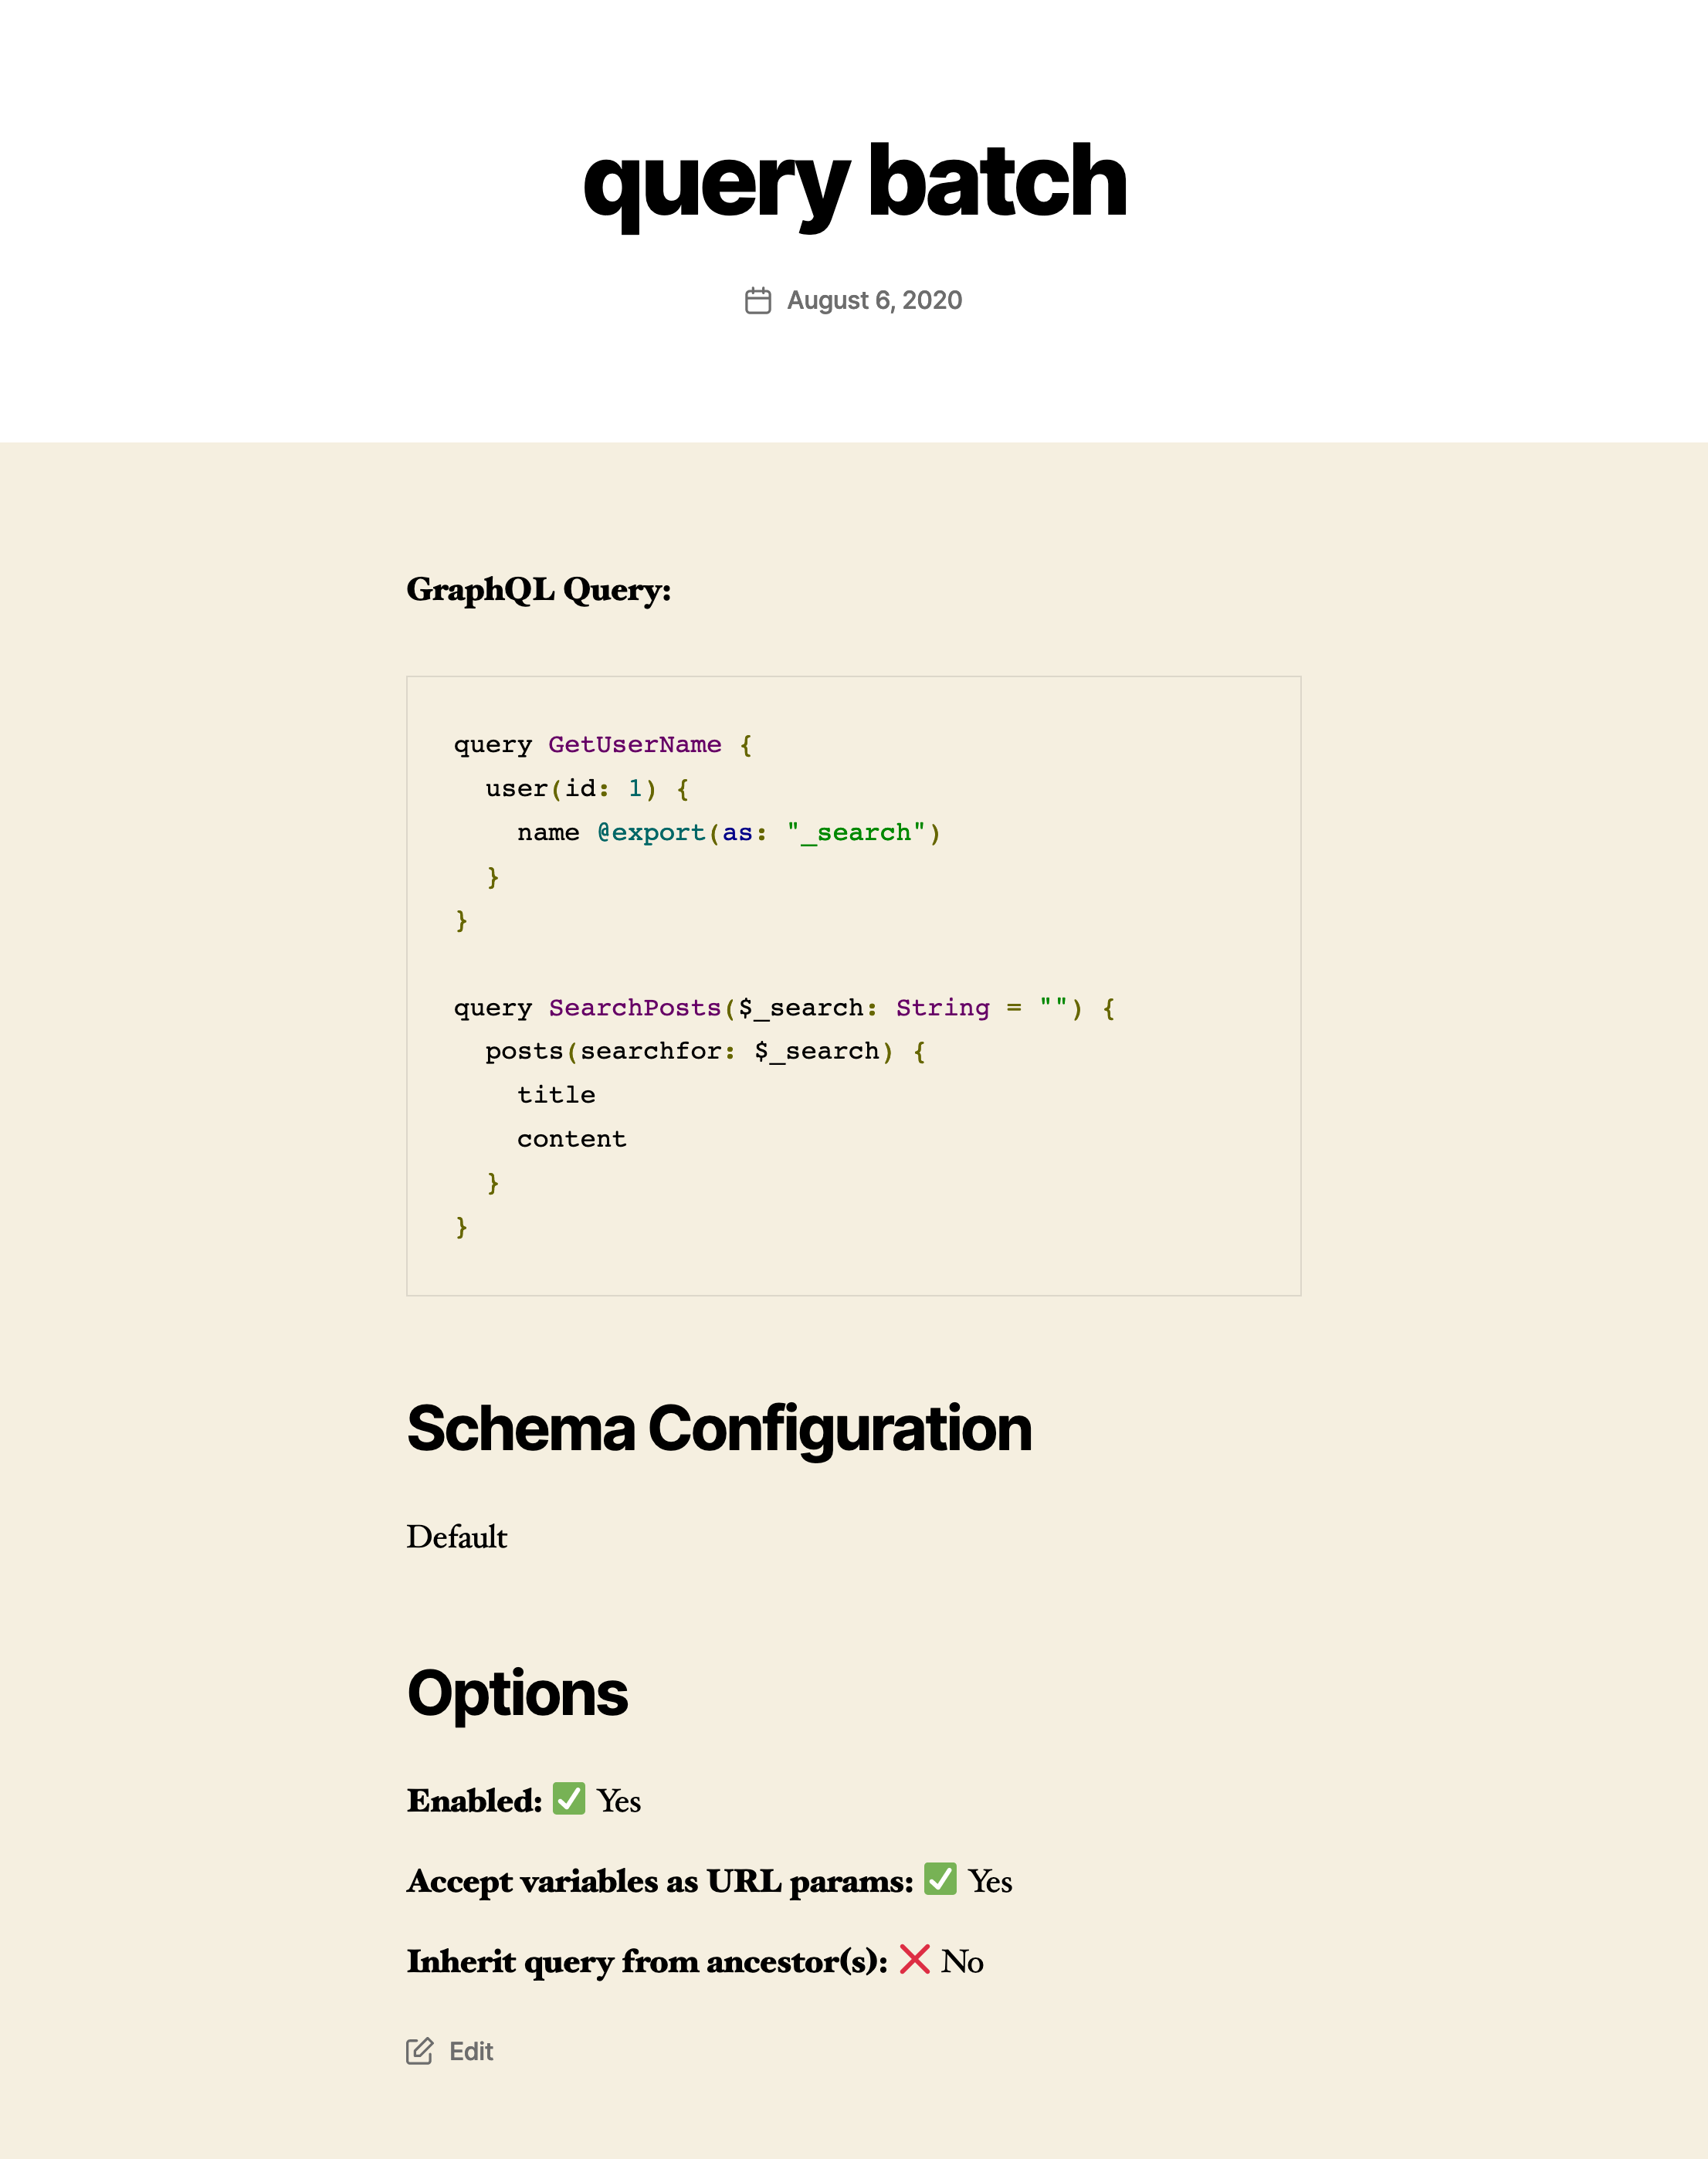 query batch
August 6, 2020
GraphQL Query:
query GetUserName {
  user(id: 1) {
    name @export(as: "_search")
  }
}
query SearchPosts($_search: String = "") {
  posts(searchfor: $_search) {
    title
    content
  }
}
Schema Configuration
Default
Options
Enabled: ✅ Yes
Accept variables as URL params: ✅ Yes
Inherit query from ancestor(s): ❌ No
Edit